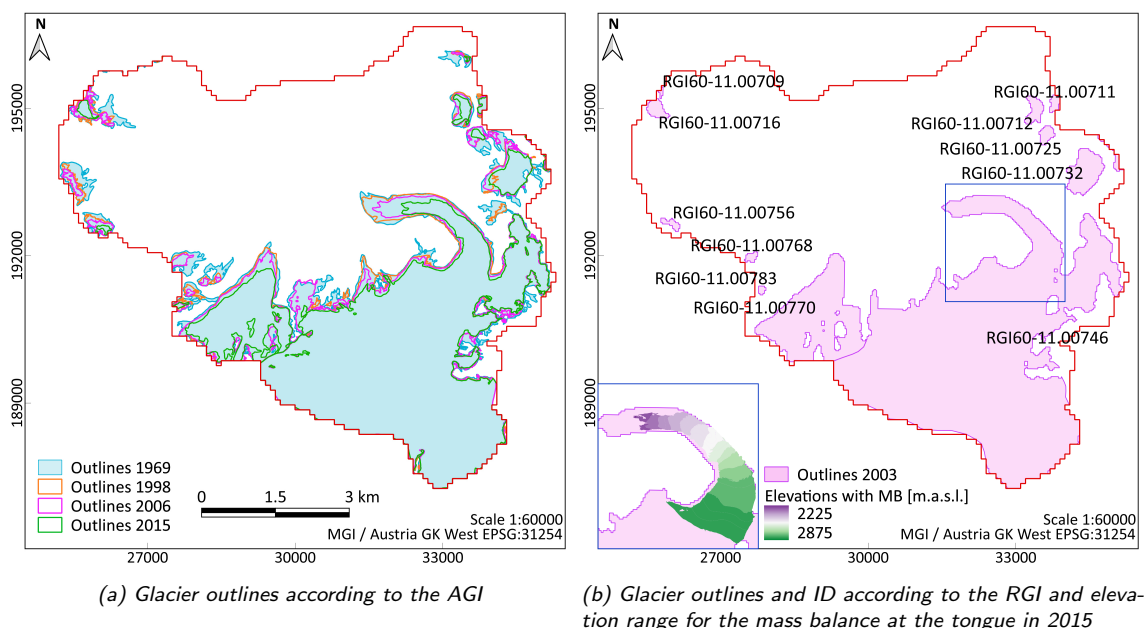 N
195000
192000
189000
Outlines 1969
Outlines 1998
Outlines 2006
Outlines 2015
0 1.5 3 km
Scale 1:60000
MGI / Austria GK West EPSG:31254
27000 30000 33000
(a) Glacier outlines according to the AGI
N
195000
192000
189000
RGI60-11.00709
RGI60-11.00711
RGI60-11.00716
RGI60-11.00712
RGI60-11.00725
RGI60-11.00732
RGI60-11.00756
RGI60-11.00768
RGI60-11.00783
RGI60-11.00770
RGI60-11.00746
Outlines 2003
Elevations with MB [m.a.s.l.]
2225
2875
Scale 1:60000
MGI / Austria GK West EPSG:31254
27000 30000 33000
(b) Glacier outlines and ID according to the RGI and eleva-
tion range for the mass balance at the tongue in 2015